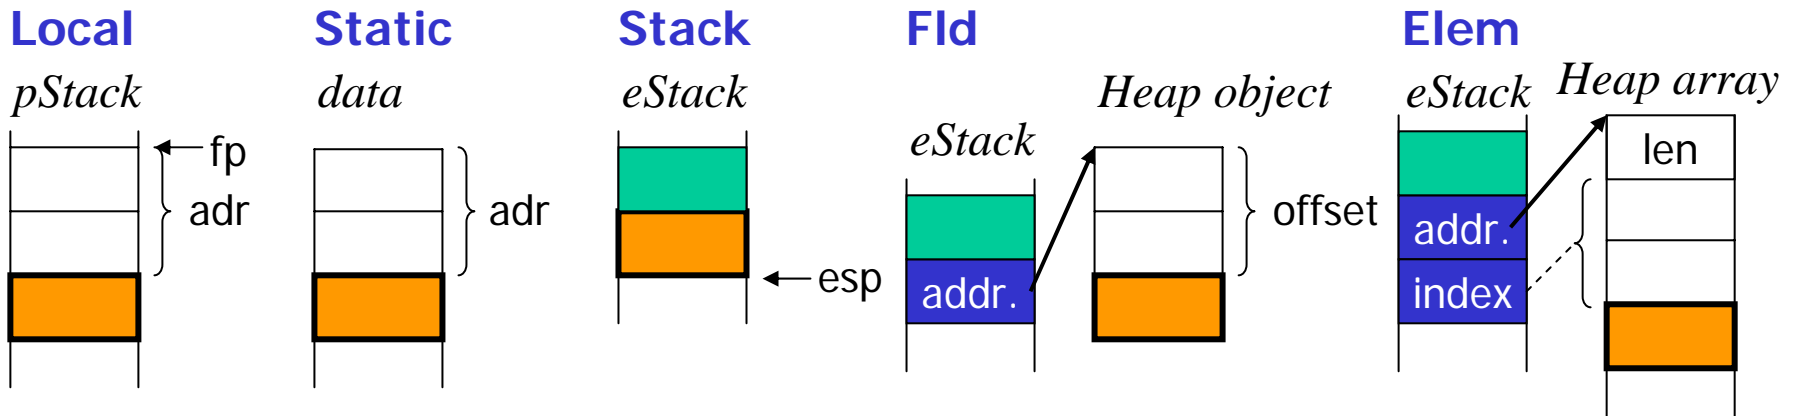 Local Static Stack Fld Elem
pStack data eStack Heap object eStack Heap array
eStack
fp
len
adr adr offset addr.
esp addr. index